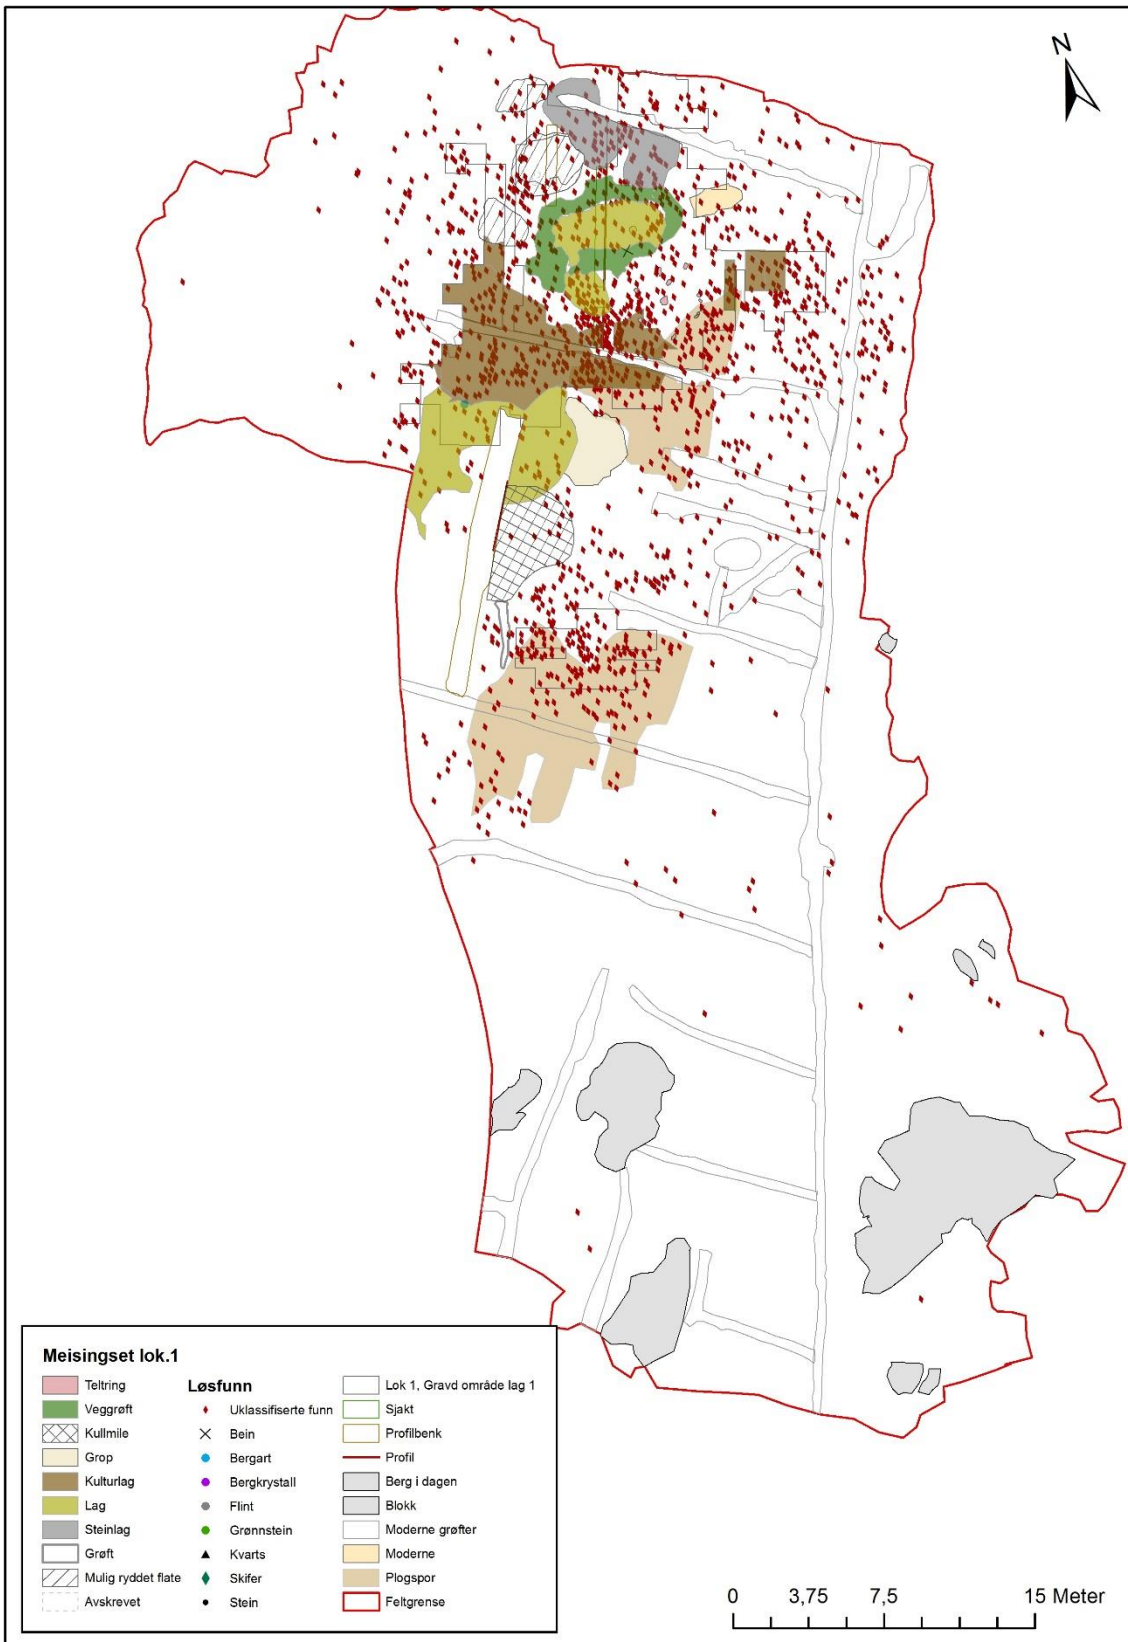 N
Meisingset lok.1
Teltring
Veggrøft
Kullmile
Grop
Kulturlag
Lag
Steinlag
Grøft
Mulig ryddet flate
Avskrevet
Løsfunn
Uklassifiserte funn
Bein
Bergart
Bergkrystall
Flint
Grønnstein
Kvarts
Skifer
Stein
Lok 1, Gravd område lag 1
Sjakt
Profilbenk
Profil
Berg i dagen
Blokk
Moderne grøfter
Moderne
Plogspor
Feltgrense
0 3,75 7,5 15 Meter